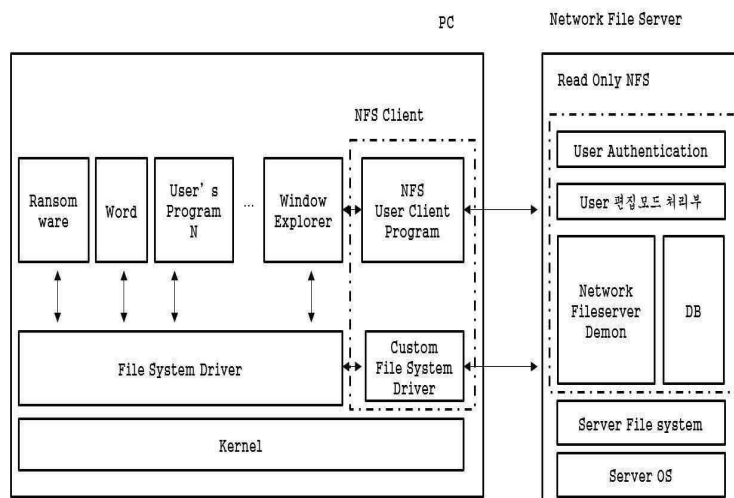 PC
Network File Server
Read Only NFS
NFS Client
Ransom
ware
Word
User's
Program
N
...
Window
Explorer
NFS
User Client
Program
User Authentication
User 편집모드 처리부
Network
Fileserver
Demon
DB
File System Driver
Custom
File System
Driver
Kernel
Server File system
Server OS